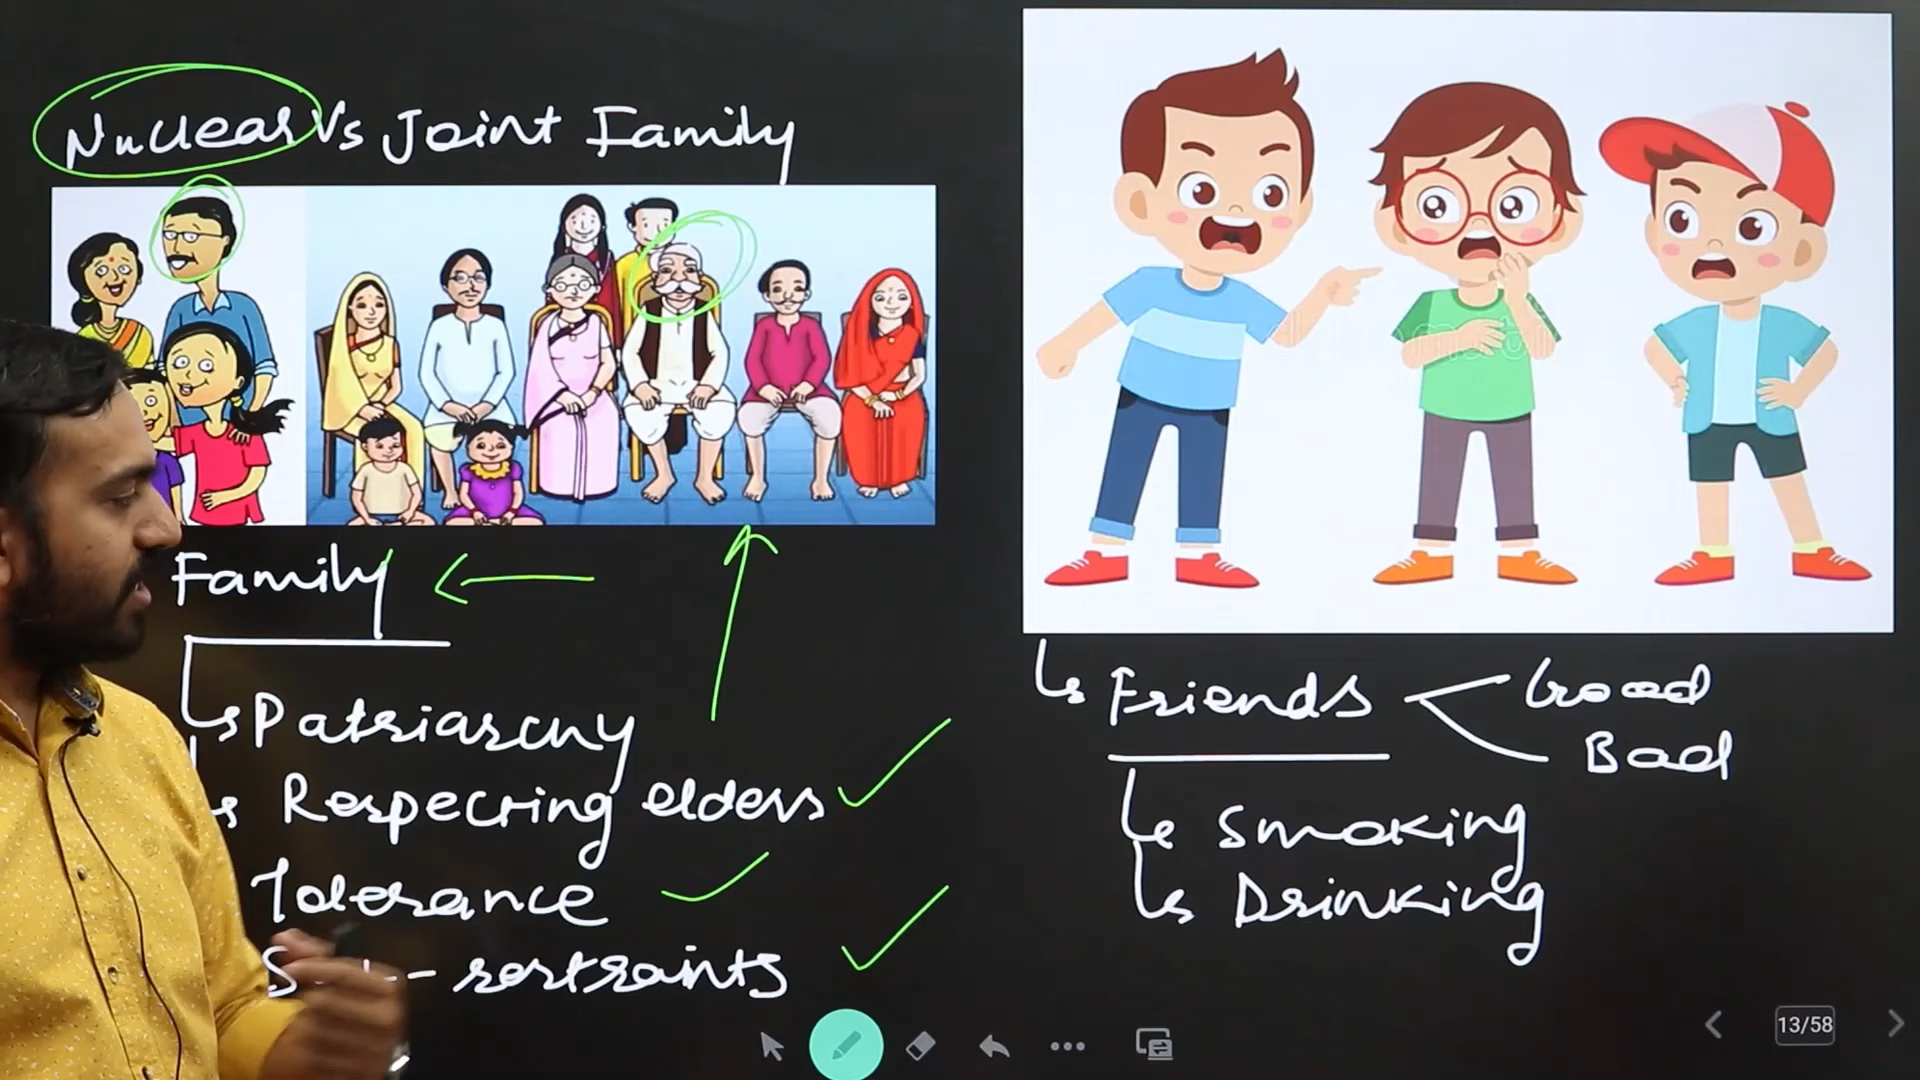 Nuclear Vs Joint Family
Family
Patriarchy
Respecting elders
Tolerance
restraints
Friends
Good
Bad
Smoking
Drinking
13/58